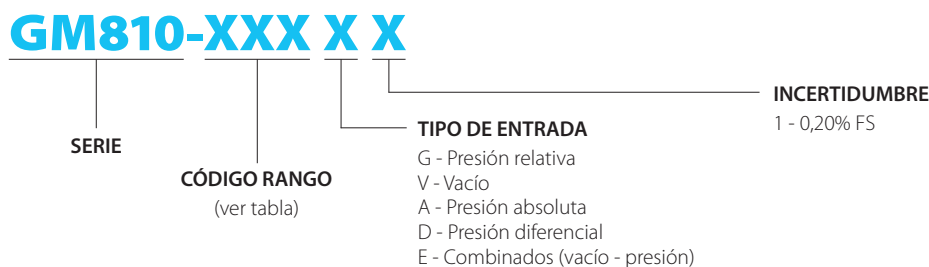 GM810-XXX X X
SERIE
CÓDIGO RANGO
(ver tabla)
TIPO DE ENTRADA
G - Presión relativa
V - Vacío
A - Presión absoluta
D - Presión diferencial
E - Combinados (vacío - presión)
INCERTIDUMBRE
1 - 0,20% FS